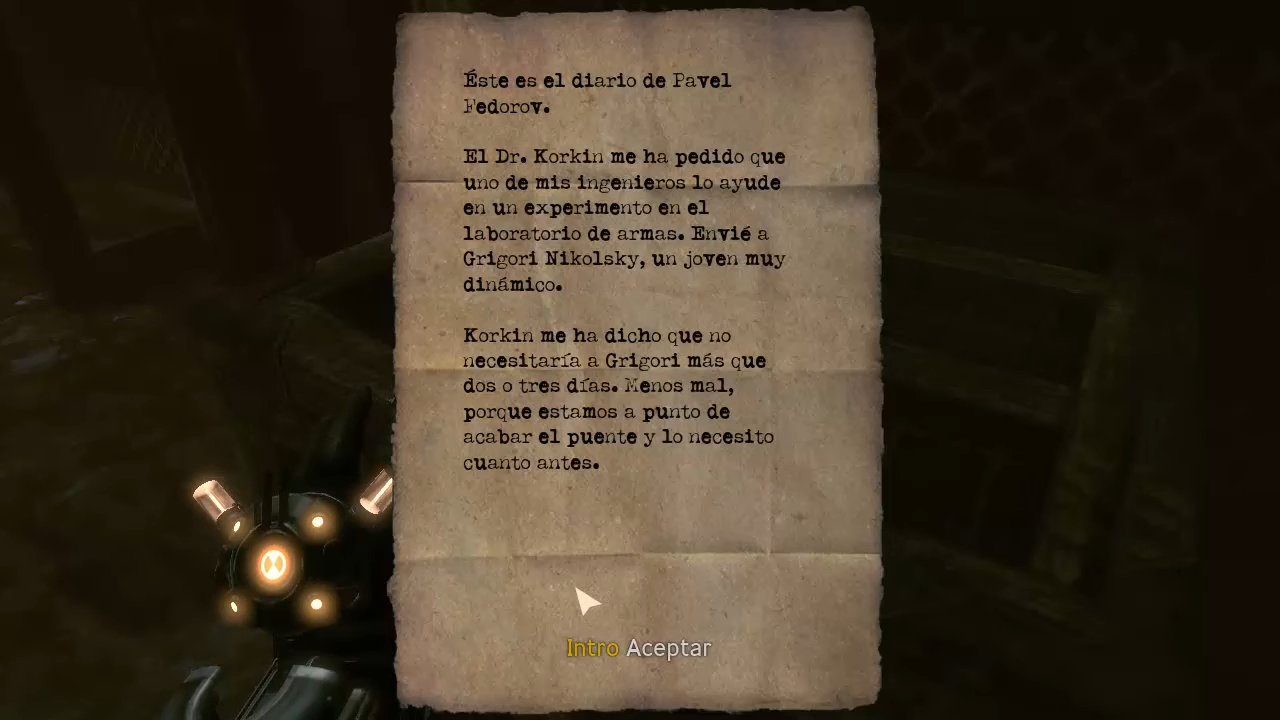 Éste es el diario de Pavel
Fedorov.
El Dr. Korkin me ha pedido que
uno de mis ingenieros lo ayude
en un experimento en el
laboratorio de armas. Envié a
Grigori Nikolsky, un joven muy
dinámico.
Korkin me ha dicho que no
necesitaría a Grigori más que
dos o tres días. Menos mal,
porque estamos a punto de
acabar el puente y lo necesito
cuanto antes.
Intro Aceptar